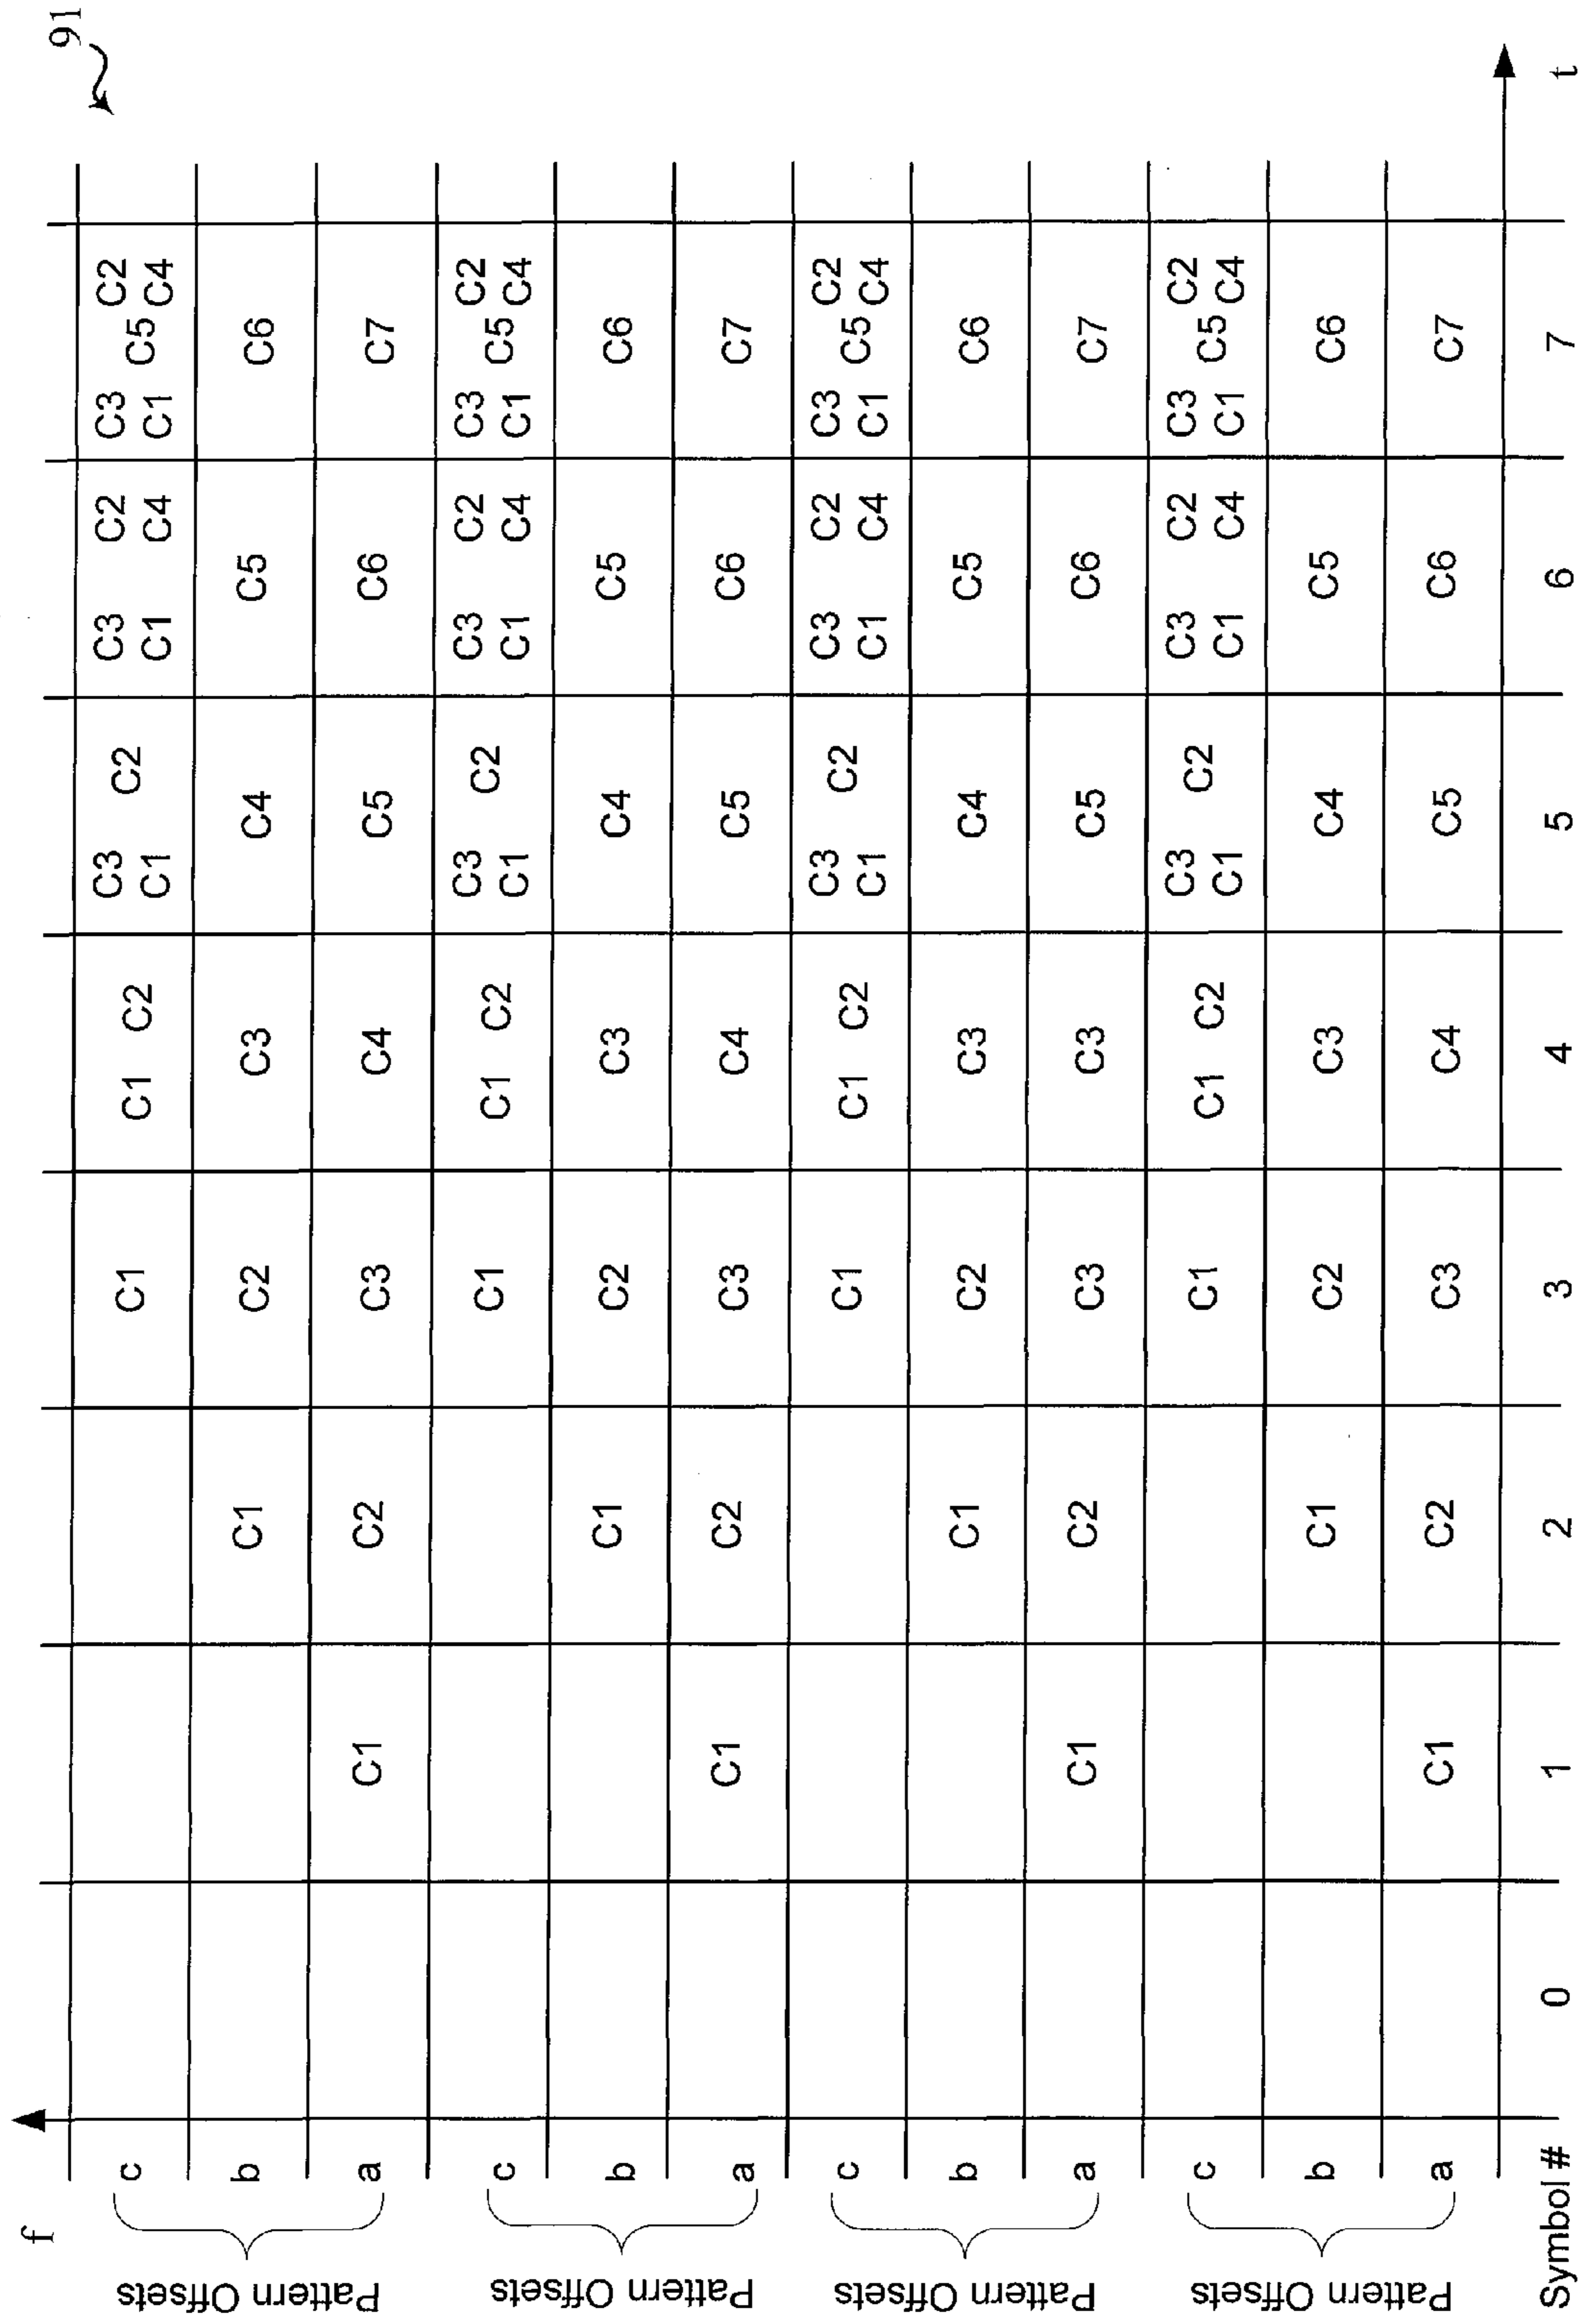 91
f
Pattern Offsets
C3 C3 C2 C3 C2
c C1 C1 C2 C2 C5
C1 C1 C4 C1 C4
b C1 C2 C3 C4 C5 C6
a C1 C2 C3 C4 C5 C6 C7
Pattern Offsets
C3 C3 C2 C3 C2
c C1 C1 C2 C2 C5
C1 C1 C4 C1 C4
b C1 C2 C3 C4 C5 C6
a C1 C2 C3 C4 C5 C6 C7
Pattern Offsets
C3 C3 C2 C3 C2
c C1 C1 C2 C2 C5
C1 C1 C4 C1 C4
b C1 C2 C3 C4 C5 C6
a C1 C2 C3 C3 C5 C6 C7
Pattern Offsets
C3 C3 C2 C3 C2
c C1 C1 C2 C2 C5
C1 C1 C4 C1 C4
b C1 C2 C3 C4 C5 C6
a C1 C2 C3 C4 C5 C6 C7
Symbol # 0 1 2 3 4 5 6 7 t